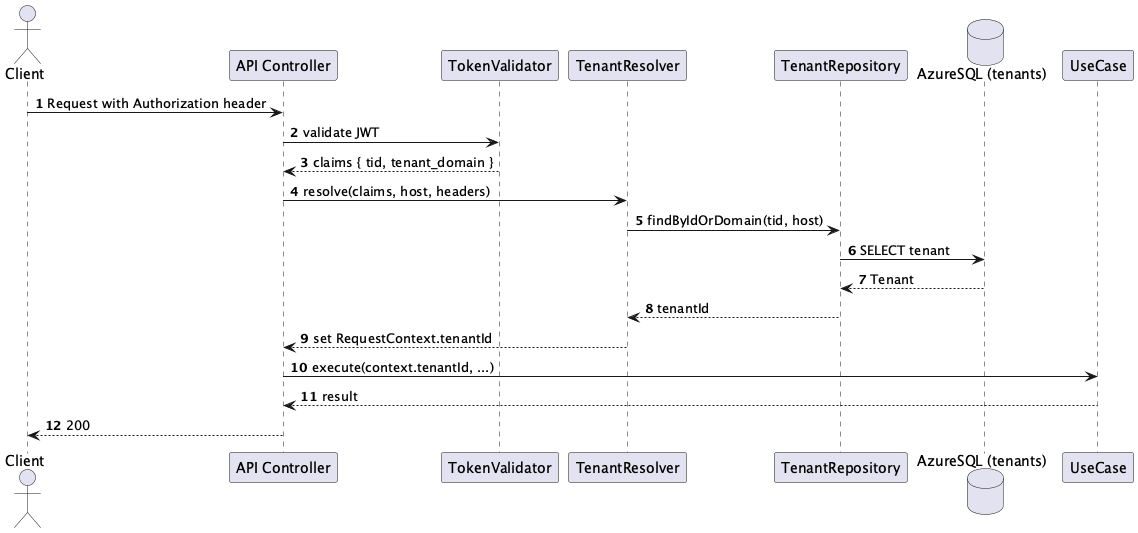 Client
API Controller
TokenValidator
TenantResolver
TenantRepository
AzureSQL (tenants)
UseCase
1 Request with Authorization header
2 validate JWT
3 claims { tid, tenant_domain }
4 resolve(claims, host, headers)
5 findByIdOrDomain(tid, host)
6 SELECT tenant
7 Tenant
8 tenantId
9 set RequestContext.tenantId
10 execute(context.tenantId, ...)
11 result
12 200
Client
API Controller
TokenValidator
TenantResolver
TenantRepository
AzureSQL (tenants)
UseCase